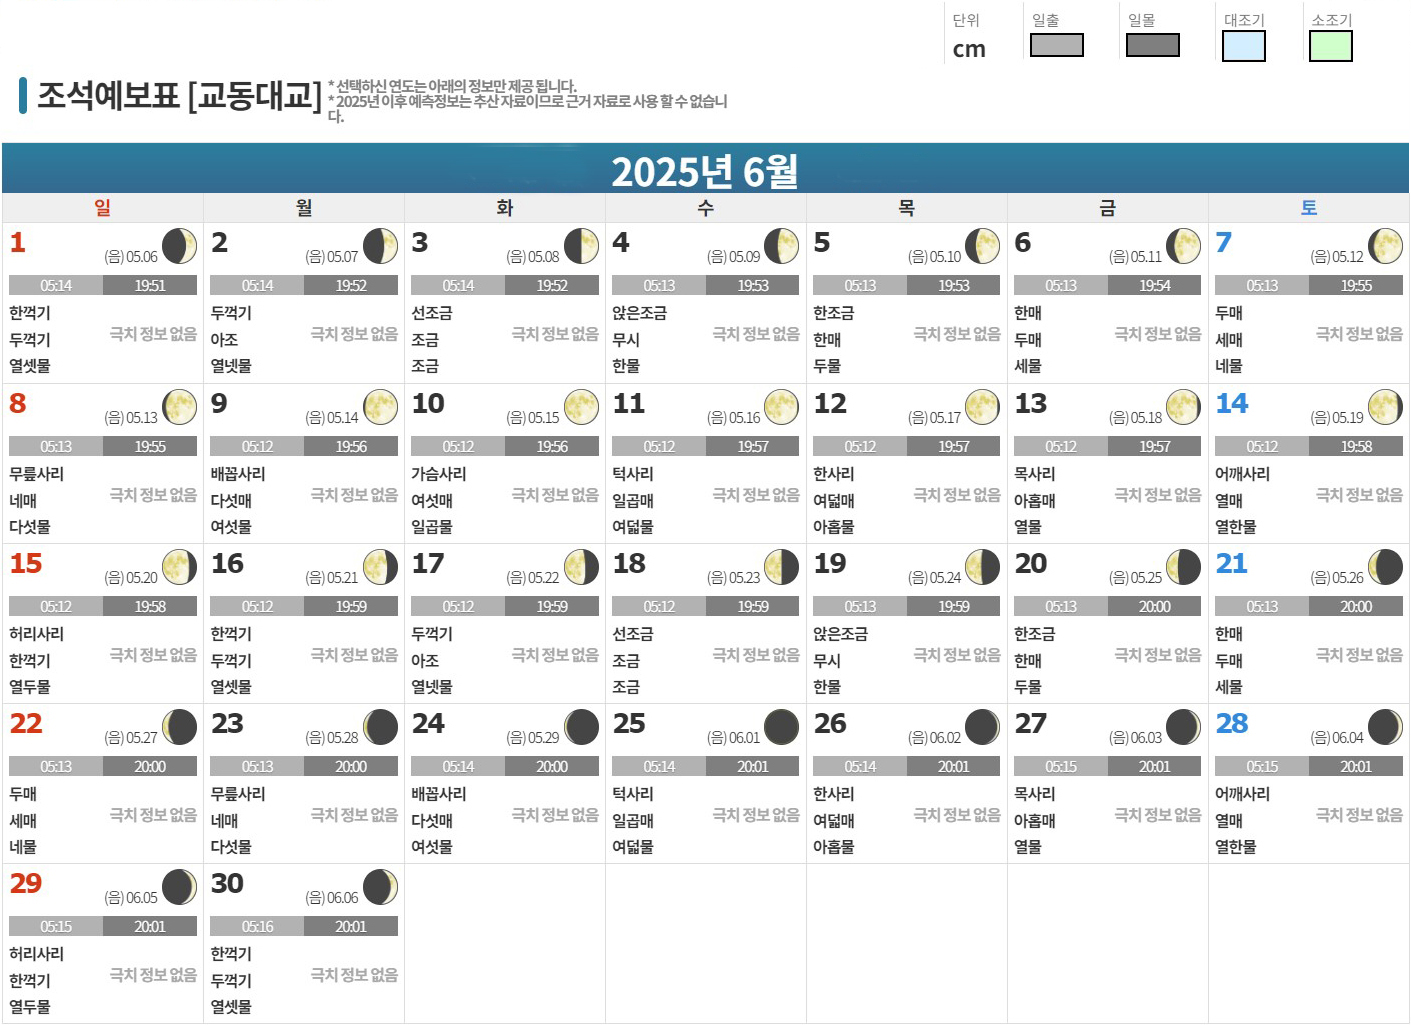 단위 일출 일몰 대조기 소조기
cm
조석예보표 [교동대교]
* 선택하신 연도는 아래의 정보만 제공 됩니다.
* 2025년 이후 예측정보는 추산 자료이므로 근거 자료로 사용 할 수 없습니
다.
2025년 6월
일 월 화 수 목 금 토
1 (음) 05.06 2 (음) 05.07 3 (음) 05.08 4 (음) 05.09 5 (음) 05.10 6 (음) 05.11 7 (음) 05.12
05:14 19:51 05:14 19:52 05:14 19:52 05:13 19:53 05:13 19:53 05:13 19:54 05:13 19:55
한꺽기 두꺽기 선조금 앉은조금 한조금 한매 두매
두꺽기 극치 정보 없음 아조 극치 정보 없음 조금 극치 정보 없음 무시 극치 정보 없음 한매 극치 정보 없음 두매 극치 정보 없음 세매 극치 정보 없음
열셋물 열넷물 조금 한물 두물 세물 네물
8 (음) 05.13 9 (음) 05.14 10 (음) 05.15 11 (음) 05.16 12 (음) 05.17 13 (음) 05.18 14 (음) 05.19
05:13 19:55 05:12 19:56 05:12 19:56 05:12 19:57 05:12 19:57 05:12 19:57 05:12 19:58
무릎사리 배꼽사리 가슴사리 턱사리 한사리 목사리 어깨사리
네매 극치 정보 없음 다섯매 극치 정보 없음 여섯매 극치 정보 없음 일곱매 극치 정보 없음 여덟매 극치 정보 없음 아홉매 극치 정보 없음 열매 극치 정보 없음
다섯물 여섯물 일곱물 여덟물 아홉물 열물 열한물
15 (음) 05.20 16 (음) 05.21 17 (음) 05.22 18 (음) 05.23 19 (음) 05.24 20 (음) 05.25 21 (음) 05.26
05:12 19:58 05:12 19:59 05:12 19:59 05:12 19:59 05:13 19:59 05:13 20:00 05:13 20:00
허리사리 한꺽기 두꺽기 선조금 앉은조금 한조금 한매
한꺽기 극치 정보 없음 두꺽기 극치 정보 없음 아조 극치 정보 없음 조금 극치 정보 없음 무시 극치 정보 없음 한매 극치 정보 없음 두매 극치 정보 없음
열두물 열셋물 열넷물 조금 한물 두물 세물
22 (음) 05.27 23 (음) 05.28 24 (음) 05.29 25 (음) 06.01 26 (음) 06.02 27 (음) 06.03 28 (음) 06.04
05:13 20:00 05:13 20:00 05:14 20:00 05:14 20:01 05:14 20:01 05:15 20:01 05:15 20:01
두매 무릎사리 배꼽사리 턱사리 한사리 목사리 어깨사리
세매 극치 정보 없음 네매 극치 정보 없음 다섯매 극치 정보 없음 일곱매 극치 정보 없음 여덟매 극치 정보 없음 아홉매 극치 정보 없음 열매 극치 정보 없음
네물 다섯물 여섯물 여덟물 아홉물 열물 열한물
29 (음) 06.05 30 (음) 06.06
05:15 20:01 05:16 20:01
허리사리 한꺽기
한꺽기 극치 정보 없음 두꺽기 극치 정보 없음
열두물 열셋물